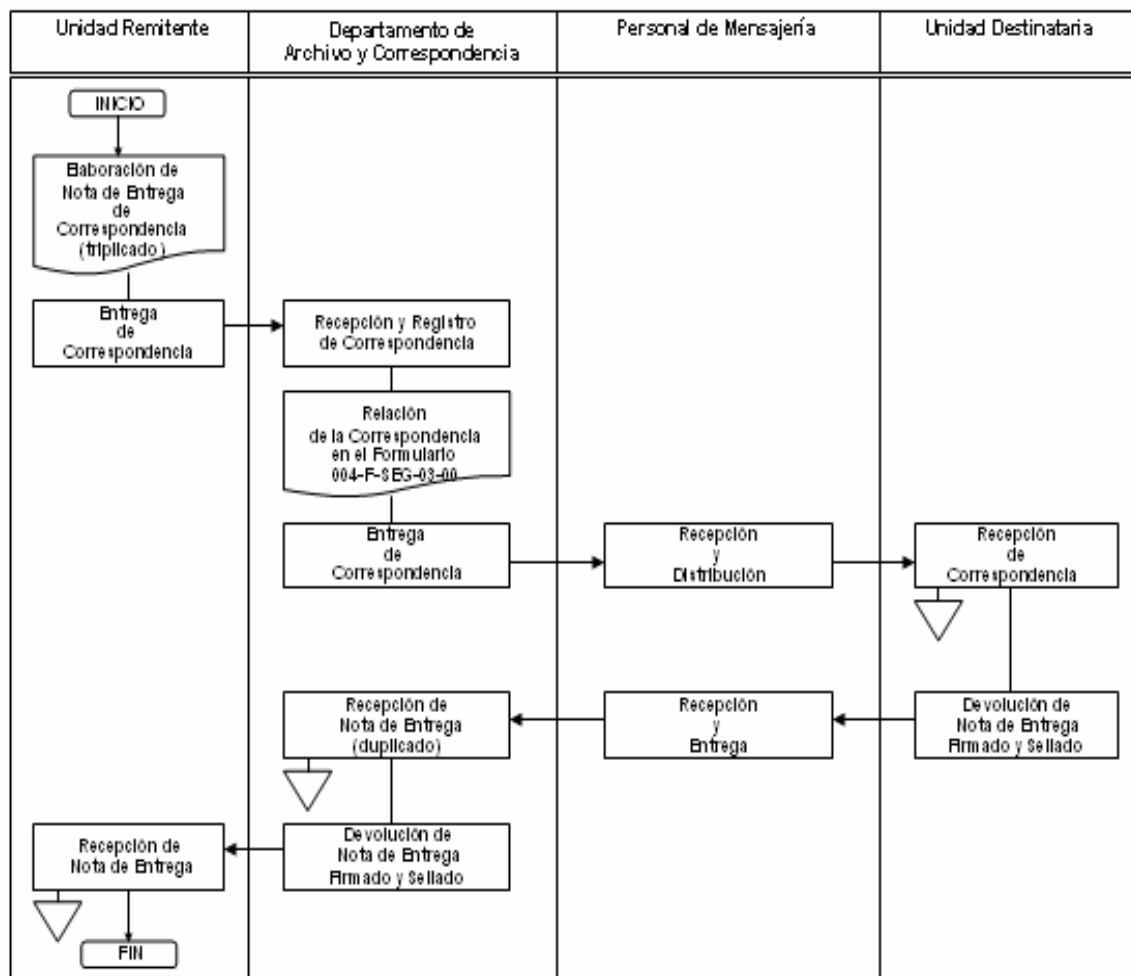 Unidad Remitente
Departamento de
Archivo y Correspondencia
Personal de Mensajería
Unidad Destinataria
INICIO
Elaboración de
Nota de Entrega
de
Correspondencia
(triplicado)
Entrega
de
Correspondencia
Recepción y Registro
de Correspondencia
Relación
de la Correspondencia
en el Formulario
004-F-SEG-03-00
Entrega
de
Correspondencia
Recepción
y
Distribución
Recepción
de
Correspondencia
Devolución de
Nota de Entrega
Firmado y Sellado
Recepción
y
Entrega
Recepción de
Nota de Entrega
(duplicado)
Devolución de
Nota de Entrega
Firmado y Sellado
Recepción de
Nota de Entrega
FIN